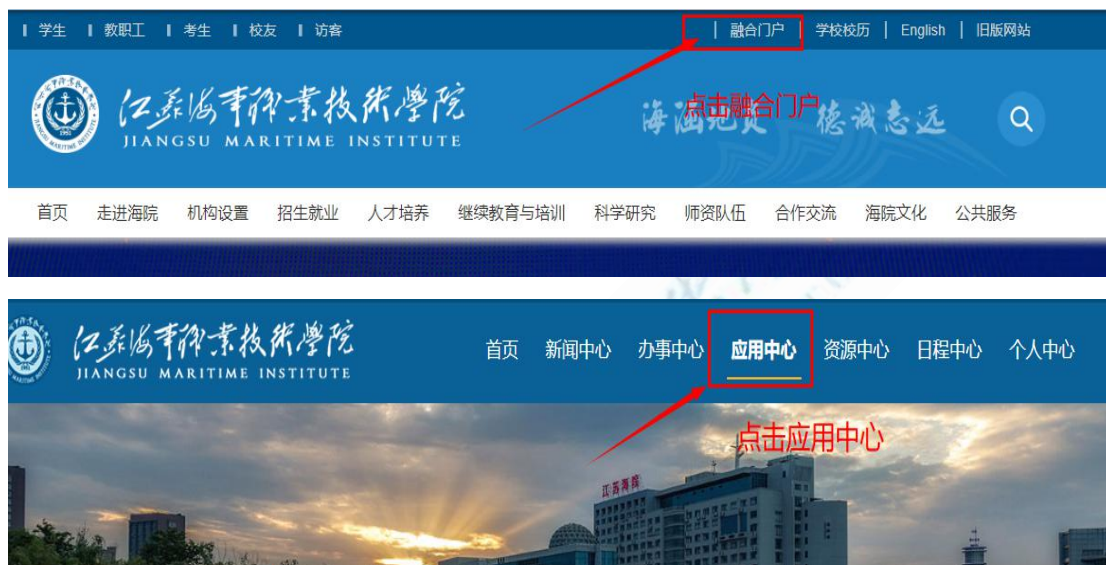 学生 教职工 考生 校友 访客 融合门户 学校校历 English 旧版网站
江苏海事职业技术學院
JIANGSU MARITIME INSTITUTE
点击融合门户
德诚志远
首页 走进海院 机构设置 招生就业 人才培养 继续教育与培训 科学研究 师资队伍 合作交流 海院文化 公共服务
江苏海事职业技术學院
JIANGSU MARITIME INSTITUTE
首页 新闻中心 办事中心 应用中心 资源中心 日程中心 个人中心
点击应用中心
江苏海院